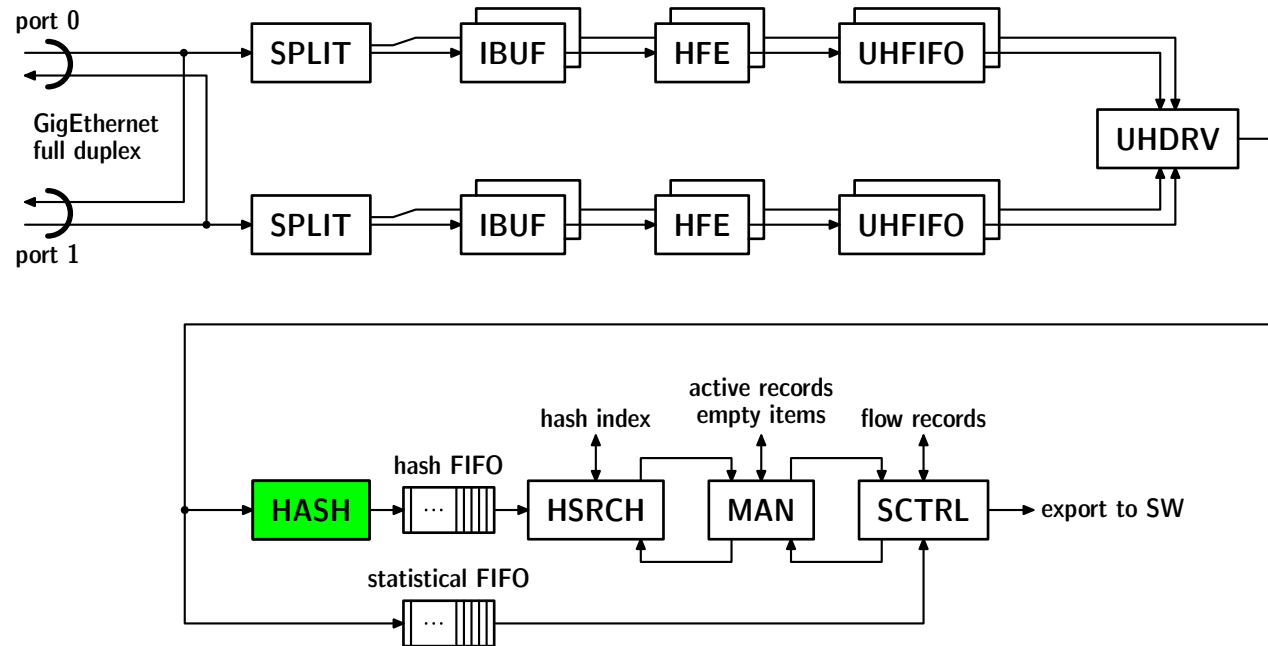 port 0
SPLIT
IBUF
HFE
UHFIFO
GigEthernet
full duplex
UHDRV
SPLIT
IBUF
HFE
UHFIFO
port 1
active records
empty items
hash index
flow records
hash FIFO
HASH
...
HSRCH
MAN
SCTRL
export to SW
statistical FIFO
...